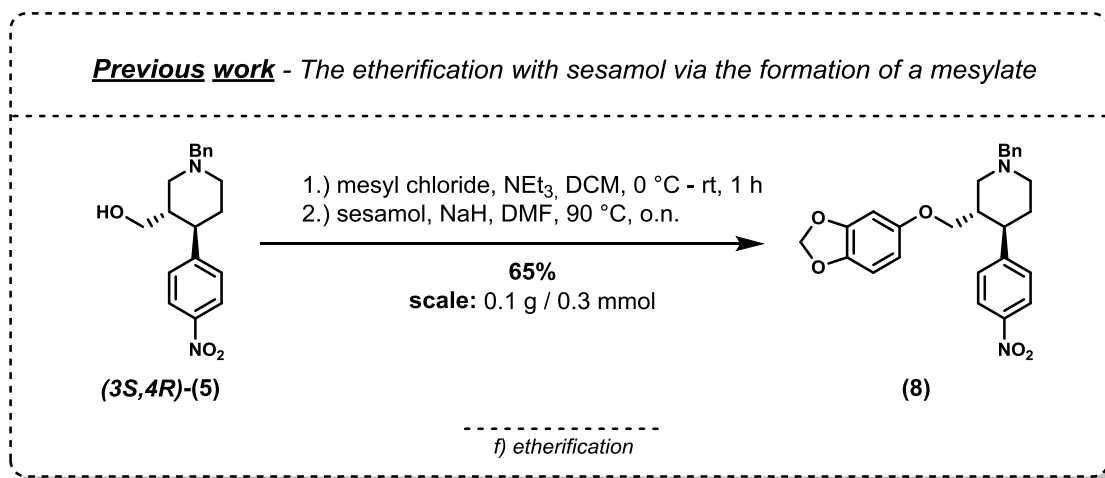 Previous work - The etherification with sesamol via the formation of a mesylate
Bn
N
HO
NO2
(3S,4R)-(5)
1.) mesyl chloride, NEt3, DCM, 0 °C - rt, 1 h
2.) sesamol, NaH, DMF, 90 °C, o.n.
65%
scale: 0.1 g / 0.3 mmol
Bn
N
O
O
O
NO2
(8)
f) etherification